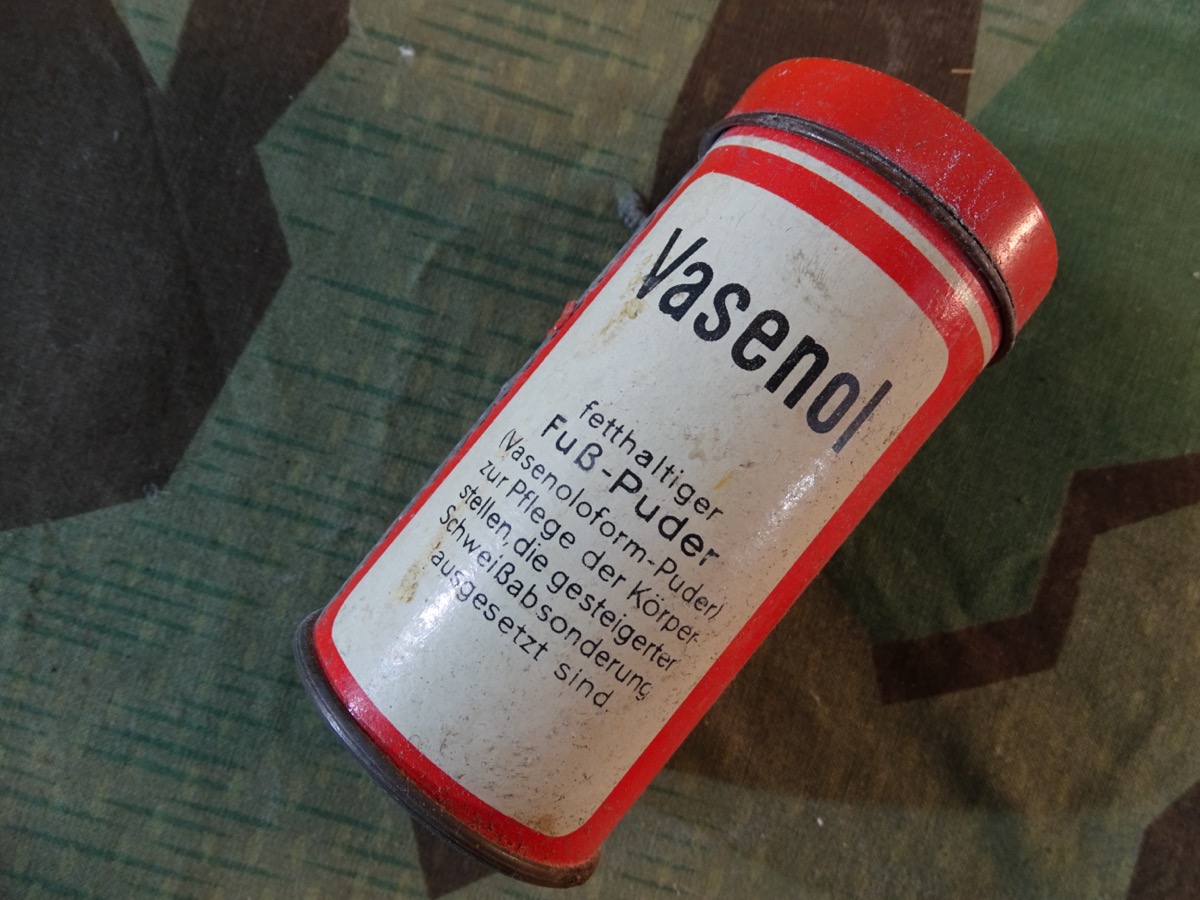 Vasenol
fetthaltiger
Fuß-Puder
(Vasenoloform-Puder)
zur Pflege der Körper-
stellen, die gesteigerter
Schweißabsonderung
ausgesetzt sind